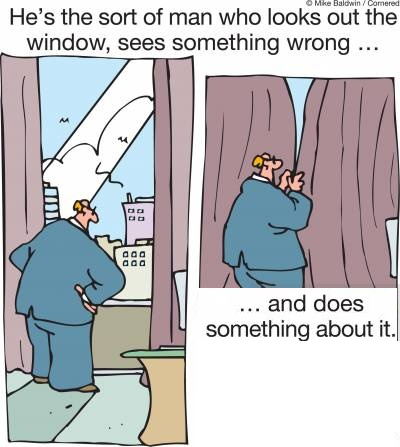 © Mike Baldwin / Cornered
He's the sort of man who looks out the
window, sees something wrong ...
... and does
something about it.